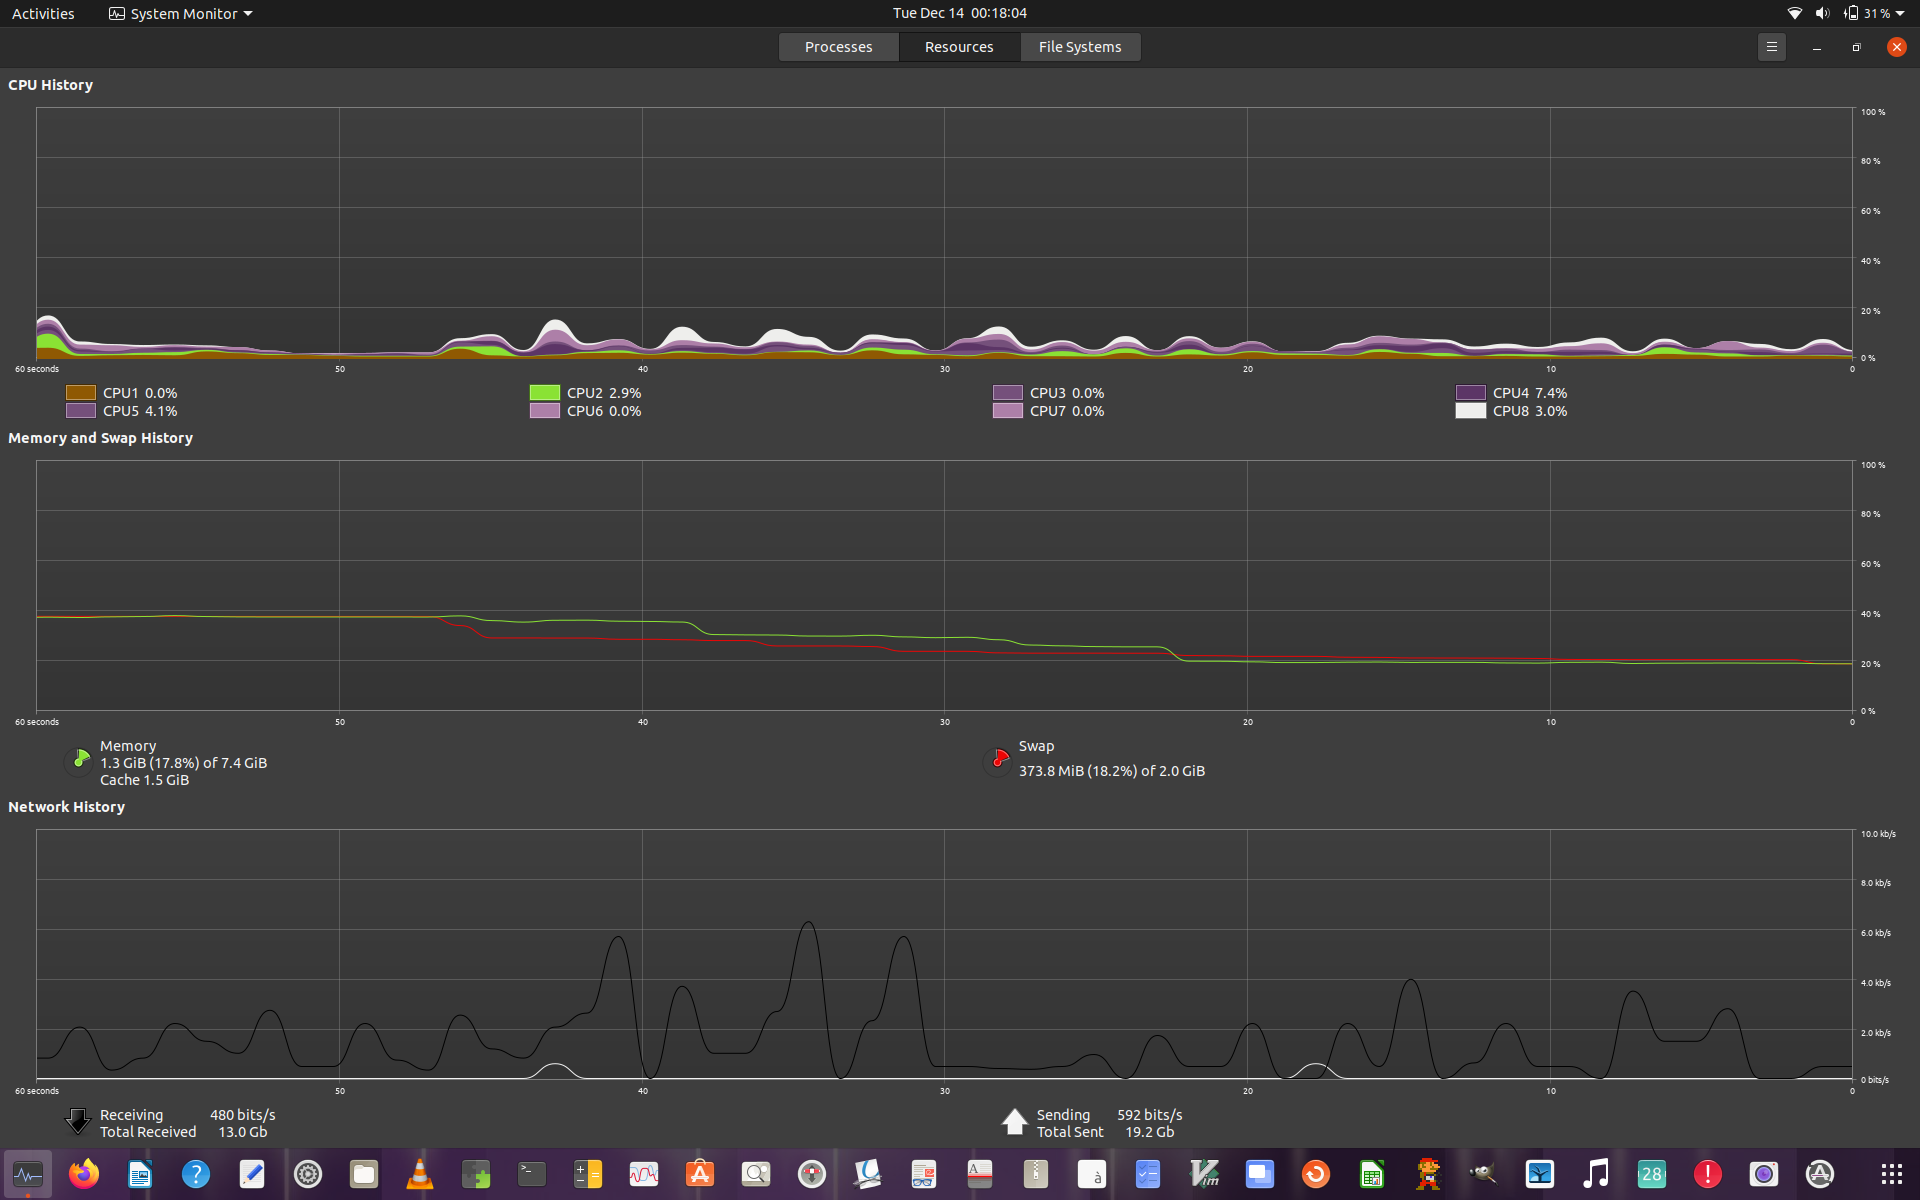 Activities
System Monitor
Tue Dec 14 00:18:04
31 %
Processes
Resources
File Systems
CPU History
100 %
80 %
60 %
40 %
20 %
0 %
60 seconds 50 40 30 20 10 0
CPU1 0.0% CPU2 2.9% CPU3 0.0% CPU4 7.4%
CPU5 4.1% CPU6 0.0% CPU7 0.0% CPU8 3.0%
Memory and Swap History
100 %
80 %
60 %
40 %
20 %
0 %
60 seconds 50 40 30 20 10 0
Memory
1.3 GiB (17.8%) of 7.4 GiB
Cache 1.5 GiB
Swap
373.8 MiB (18.2%) of 2.0 GiB
Network History
10.0 kb/s
8.0 kb/s
6.0 kb/s
4.0 kb/s
2.0 kb/s
0 bits/s
60 seconds 50 40 30 20 10 0
Receiving 480 bits/s
Total Received 13.0 Gb
Sending 592 bits/s
Total Sent 19.2 Gb
?
>_
A
à
Vim
28
!
A